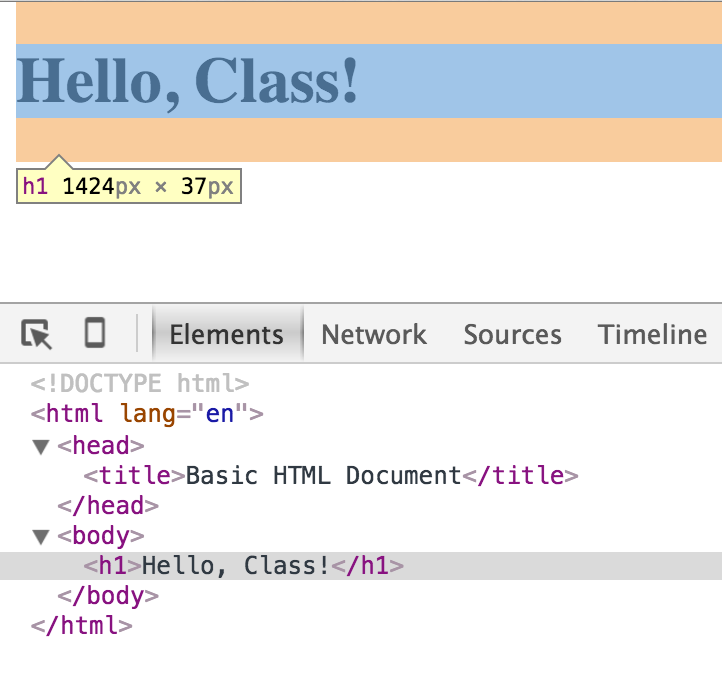 Hello, Class!
h1 1424px × 37px
Elements Network Sources Timeline
<!DOCTYPE html>
<html lang="en">
<head>
<title>Basic HTML Document</title>
</head>
<body>
<h1>Hello, Class!</h1>
</body>
</html>